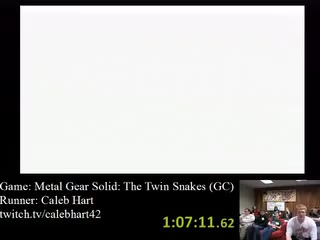 Game: Metal Gear Solid: The Twin Snakes (GC)
Runner: Caleb Hart
twitch.tv/calebhart42
1:07:11.62